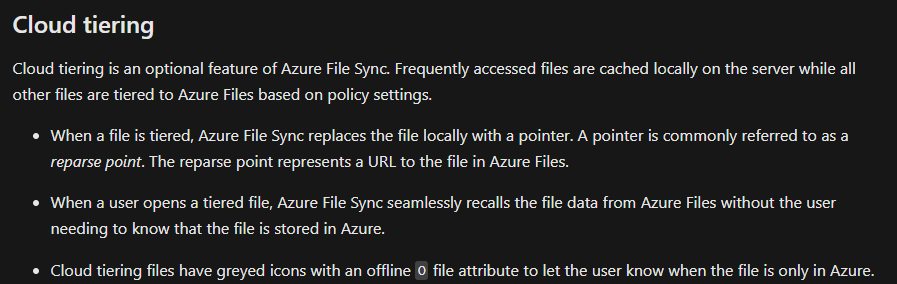 Cloud tiering
Cloud tiering is an optional feature of Azure File Sync. Frequently accessed files are cached locally on the server while all
other files are tiered to Azure Files based on policy settings.
• When a file is tiered, Azure File Sync replaces the file locally with a pointer. A pointer is commonly referred to as a
reparse point. The reparse point represents a URL to the file in Azure Files.
• When a user opens a tiered file, Azure File Sync seamlessly recalls the file data from Azure Files without the user
needing to know that the file is stored in Azure.
• Cloud tiering files have greyed icons with an offline O file attribute to let the user know when the file is only in Azure.